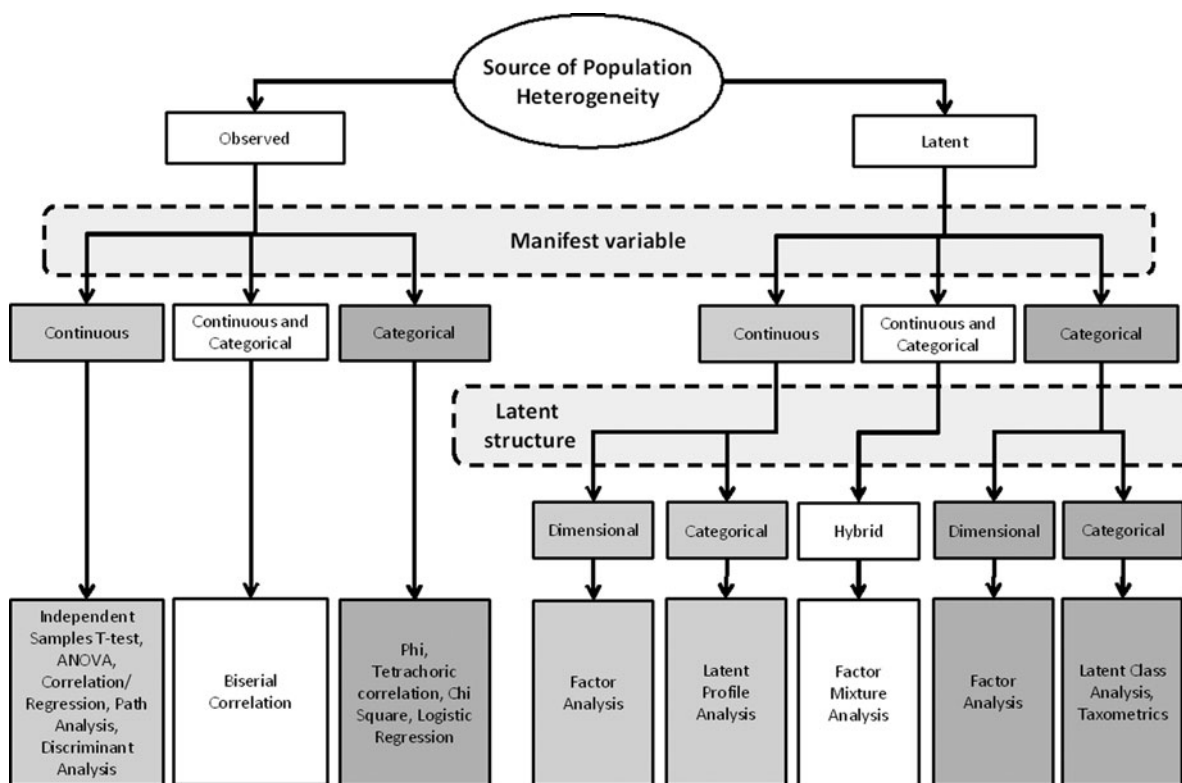 Source of Population
Heterogeneity
Observed
Latent
Manifest variable
Continuous
Continuous and
Categorical
Categorical
Continuous
Continuous and
Categorical
Categorical
Latent
structure
Dimensional
Categorical
Hybrid
Dimensional
Categorical
Independent
Samples T-test,
ANOVA,
Correlation/
Regression, Path
Analysis,
Discriminant
Analysis
Biserial
Correlation
Phi,
Tetrachoric
correlation, Chi
Square, Logistic
Regression
Factor
Analysis
Latent
Profile
Analysis
Factor
Mixture
Analysis
Factor
Analysis
Latent Class
Analysis,
Taxometrics